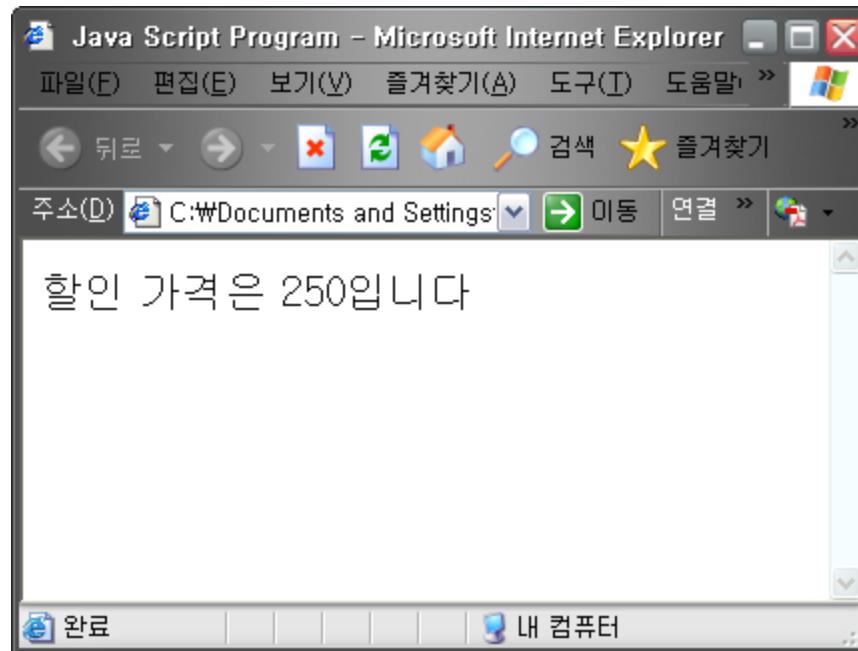 Java Script Program - Microsoft Internet Explorer
파일(F) 편집(E) 보기(V) 즐겨찾기(A) 도구(T) 도움말 »
뒤로 검색 즐겨찾기 »
주소(D) C:₩Documents and Settings 이동 연결 »
할인 가격은 250입니다
완료 내 컴퓨터